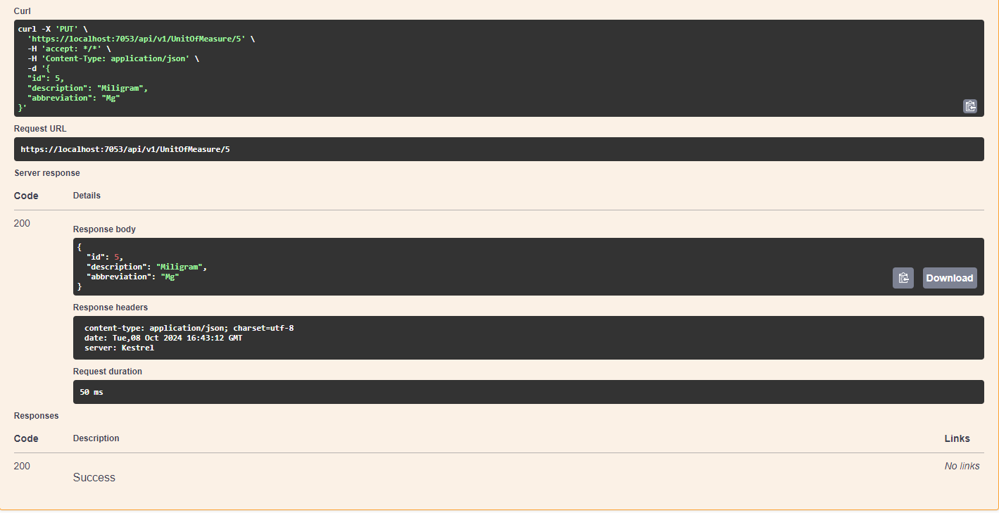 Curl
curl -X 'PUT' \
  'https://localhost:7053/api/v1/UnitOfMeasure/5' \
  -H 'accept: */*' \
  -H 'Content-Type: application/json' \
  -d '{
  "id": 5,
  "description": "Miligram",
  "abbreviation": "Mg"
}'
Request URL
https://localhost:7053/api/v1/UnitOfMeasure/5
Server response
Code Details
200
Response body
{
  "id": 5,
  "description": "Miligram",
  "abbreviation": "Mg"
}
Download
Response headers
content-type: application/json; charset=utf-8
date: Tue,08 Oct 2024 16:43:12 GMT
server: Kestrel
Request duration
50 ms
Responses
Code Description Links
200 No links
Success